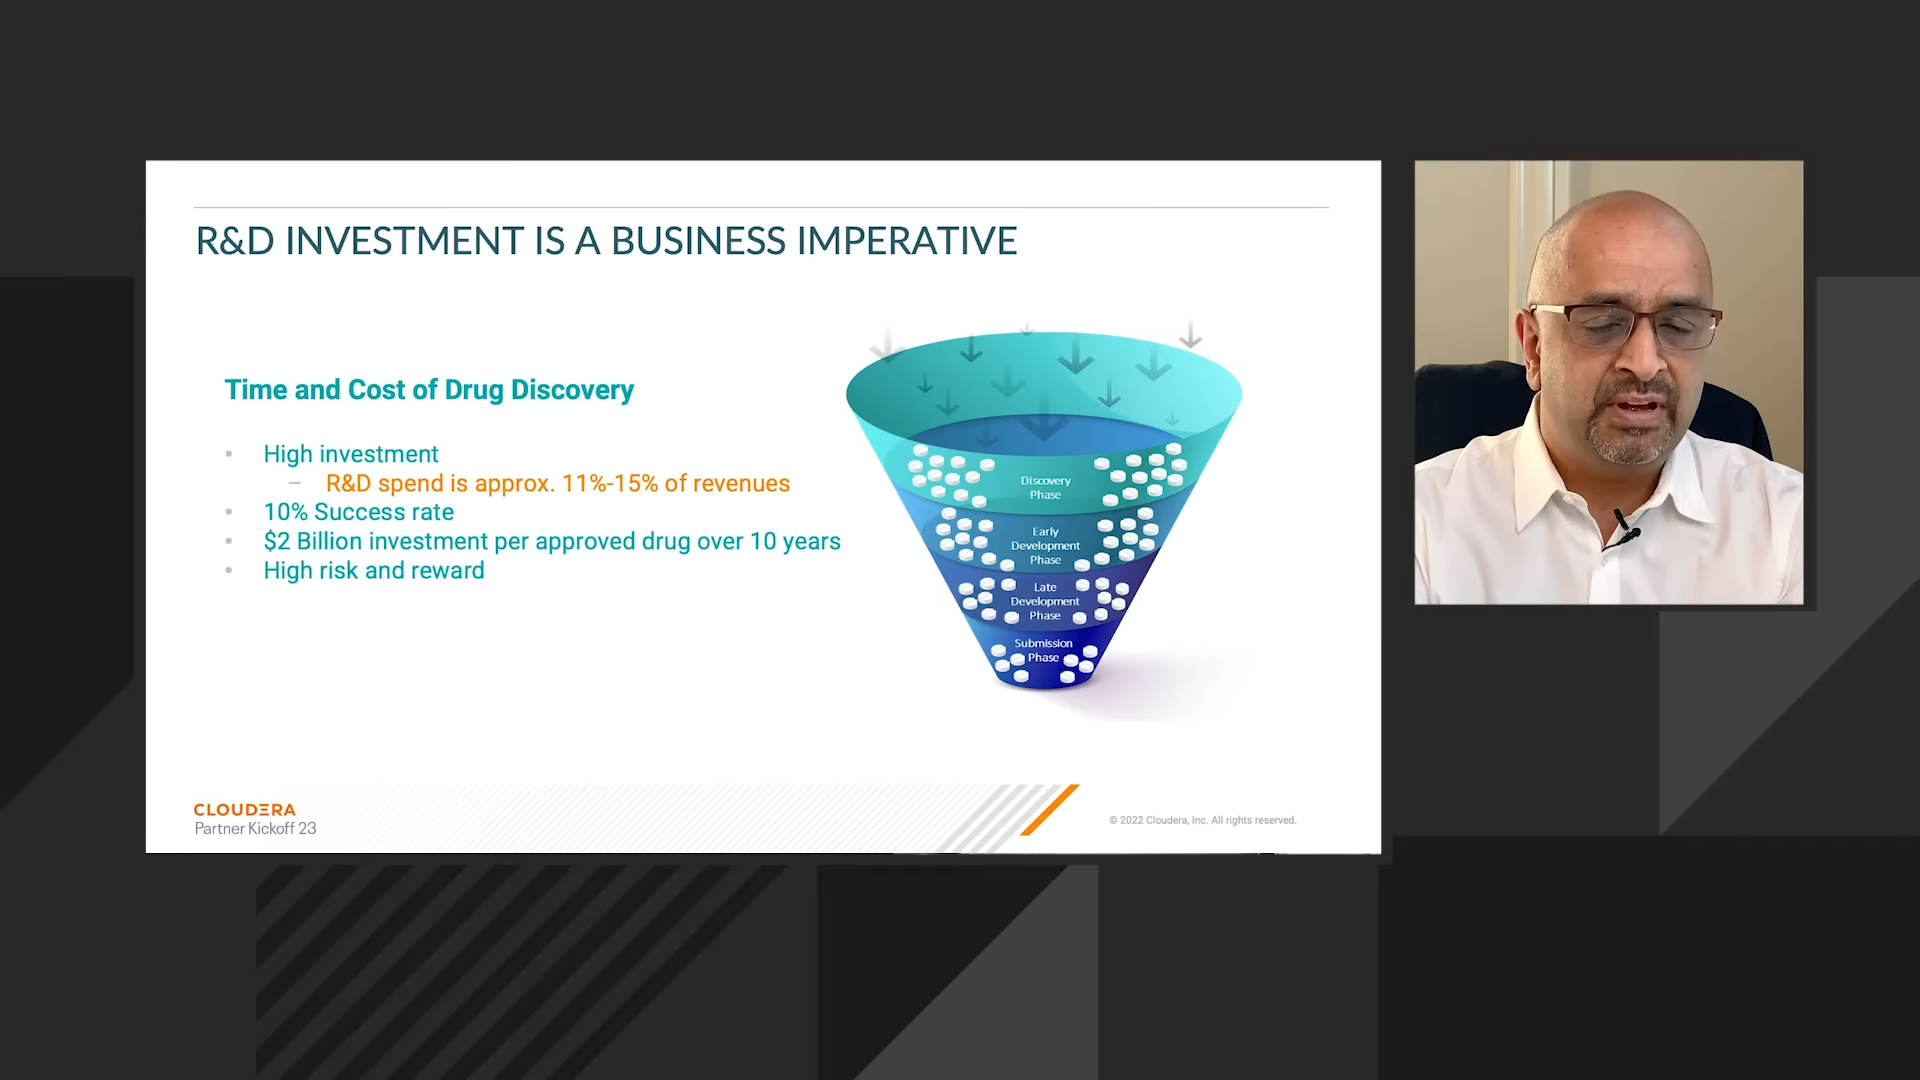 R&D INVESTMENT IS A BUSINESS IMPERATIVE
Time and Cost of Drug Discovery
• High investment
– R&D spend is approx. 11%-15% of revenues
• 10% Success rate
• $2 Billion investment per approved drug over 10 years
• High risk and reward
Discovery
Phase
Early
Development
Phase
Late
Development
Phase
Submission
Phase
CLOUDERA
Partner Kickoff 23
© 2022 Cloudera, Inc. All rights reserved.